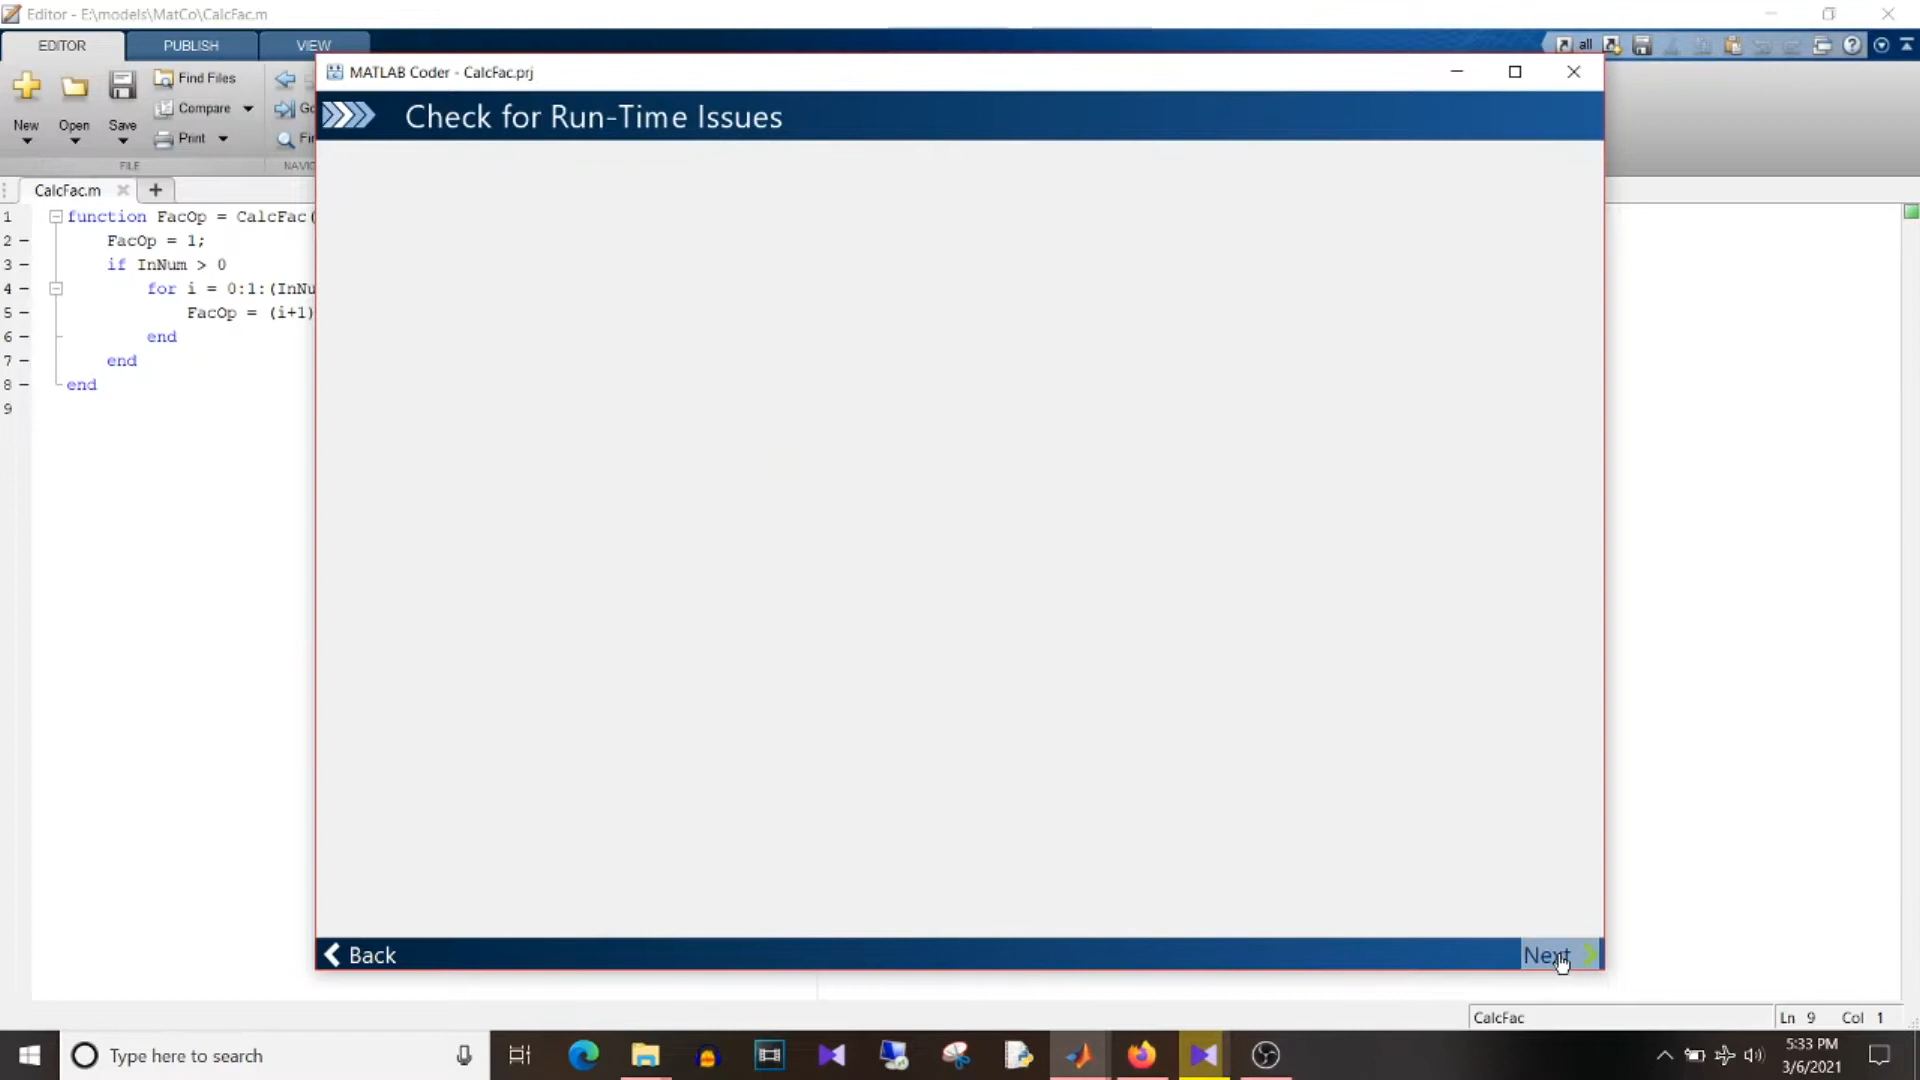 Editor - E:\models\MatCo\CalcFac.m
EDITOR PUBLISH VIEW
all
MATLAB Coder - CalcFac.prj
Find Files
Compare
Print
New Open Save
FILE
Check for Run-Time Issues
CalcFac.m
1 function FacOp = CalcFac(
2 FacOp = 1;
3 if InNum > 0
4 for i = 0:1:(InNu
5 FacOp = (i+1)
6 end
7 end
8 end
9
Back Next
CalcFac Ln 9 Col 1
Type here to search
5:33 PM
3/6/2021